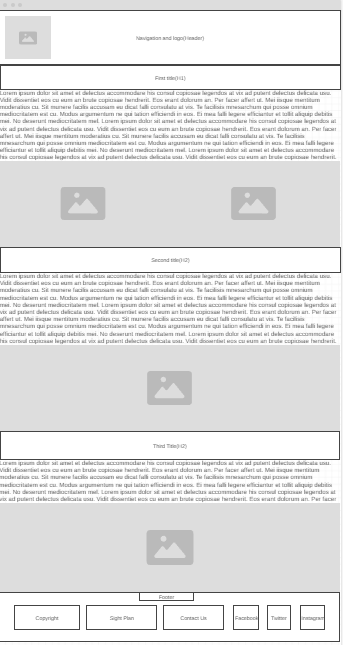 Navigation and logo(Header)
First title(H1)
Lorem ipsum dolor sit amet et delectus accommodare his consul copiosae legendos at vix ad putent delectus delicata usu.
Vidit dissentiet eos cu eum an brute copiosae hendrerit. Eos erant dolorum an. Per facer affert ut. Mei iisque mentitum
moderatius cu. Sit munere facilis accusam eu dicat falli consulatu at vis. Te facilisis mnesarchum qui posse omnium
mediocritatem est cu. Modus argumentum ne qui tation efficiendi in eos. Ei mea falli legere efficiantur et tollit aliquip debitis
mei. No deserunt mediocritatem mel. Lorem ipsum dolor sit amet et delectus accommodare his consul copiosae legendos at
vix ad putent delectus delicata usu. Vidit dissentiet eos cu eum an brute copiosae hendrerit. Eos erant dolorum an. Per facer
affert ut. Mei iisque mentitum moderatius cu. Sit munere facilis accusam eu dicat falli consulatu at vis. Te facilisis
mnesarchum qui posse omnium mediocritatem est cu. Modus argumentum ne qui tation efficiendi in eos. Ei mea falli legere
efficiantur et tollit aliquip debitis mei. No deserunt mediocritatem mel. Lorem ipsum dolor sit amet et delectus accommodare
his consul copiosae legendos at vix ad putent delectus delicata usu. Vidit dissentiet eos cu eum an brute copiosae hendrerit.
Second title(H2)
Lorem ipsum dolor sit amet et delectus accommodare his consul copiosae legendos at vix ad putent delectus delicata usu.
Vidit dissentiet eos cu eum an brute copiosae hendrerit. Eos erant dolorum an. Per facer affert ut. Mei iisque mentitum
moderatius cu. Sit munere facilis accusam eu dicat falli consulatu at vis. Te facilisis mnesarchum qui posse omnium
mediocritatem est cu. Modus argumentum ne qui tation efficiendi in eos. Ei mea falli legere efficiantur et tollit aliquip debitis
mei. No deserunt mediocritatem mel. Lorem ipsum dolor sit amet et delectus accommodare his consul copiosae legendos at
vix ad putent delectus delicata usu. Vidit dissentiet eos cu eum an brute copiosae hendrerit. Eos erant dolorum an. Per facer
affert ut. Mei iisque mentitum moderatius cu. Sit munere facilis accusam eu dicat falli consulatu at vis. Te facilisis
mnesarchum qui posse omnium mediocritatem est cu. Modus argumentum ne qui tation efficiendi in eos. Ei mea falli legere
efficiantur et tollit aliquip debitis mei. No deserunt mediocritatem mel. Lorem ipsum dolor sit amet et delectus accommodare
his consul copiosae legendos at vix ad putent delectus delicata usu. Vidit dissentiet eos cu eum an brute copiosae hendrerit.
Third Title(H2)
Lorem ipsum dolor sit amet et delectus accommodare his consul copiosae legendos at vix ad putent delectus delicata usu.
Vidit dissentiet eos cu eum an brute copiosae hendrerit. Eos erant dolorum an. Per facer affert ut. Mei iisque mentitum
moderatius cu. Sit munere facilis accusam eu dicat falli consulatu at vis. Te facilisis mnesarchum qui posse omnium
mediocritatem est cu. Modus argumentum ne qui tation efficiendi in eos. Ei mea falli legere efficiantur et tollit aliquip debitis
mei. No deserunt mediocritatem mel. Lorem ipsum dolor sit amet et delectus accommodare his consul copiosae legendos at
vix ad putent delectus delicata usu. Vidit dissentiet eos cu eum an brute copiosae hendrerit. Eos erant dolorum an. Per facer
Footer
Copyright Sight Plan Contact Us Facebook Twitter Instagram